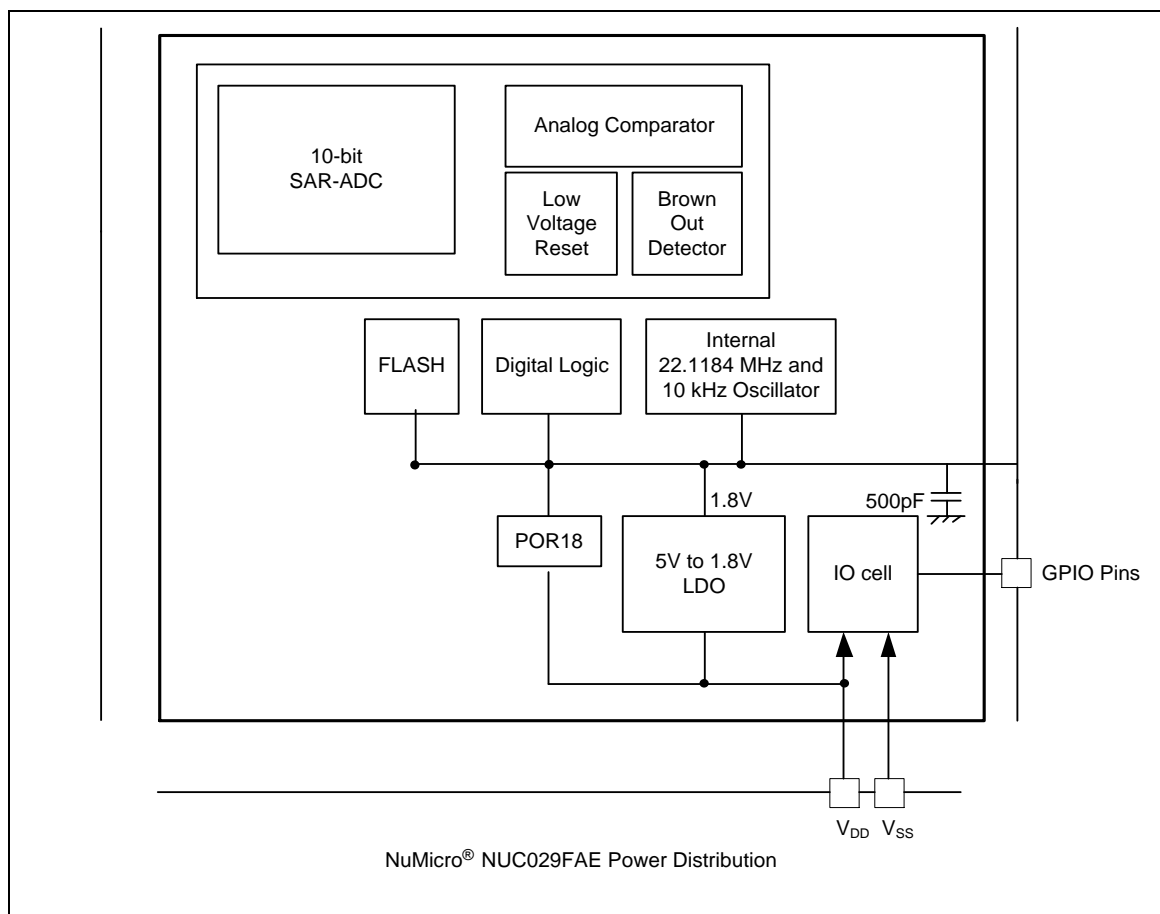 10-bit
SAR-ADC
Analog Comparator
Low
Voltage
Reset
Brown
Out
Detector
FLASH
Digital Logic
Internal
22.1184 MHz and
10 kHz Oscillator
1.8V
500pF
POR18
5V to 1.8V
LDO
IO cell
GPIO Pins
VDD VSS
NuMicro® NUC029FAE Power Distribution